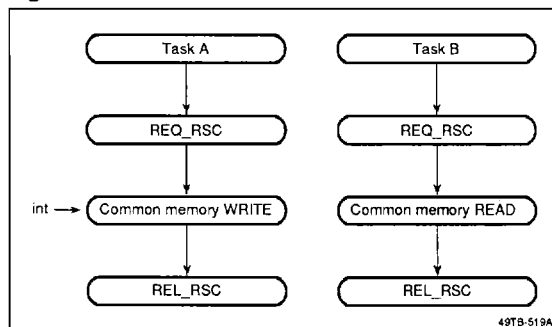 Task A
Task B
REQ_RSC
REQ_RSC
int
Common memory WRITE
Common memory READ
REL_RSC
REL_RSC
49TB-519A